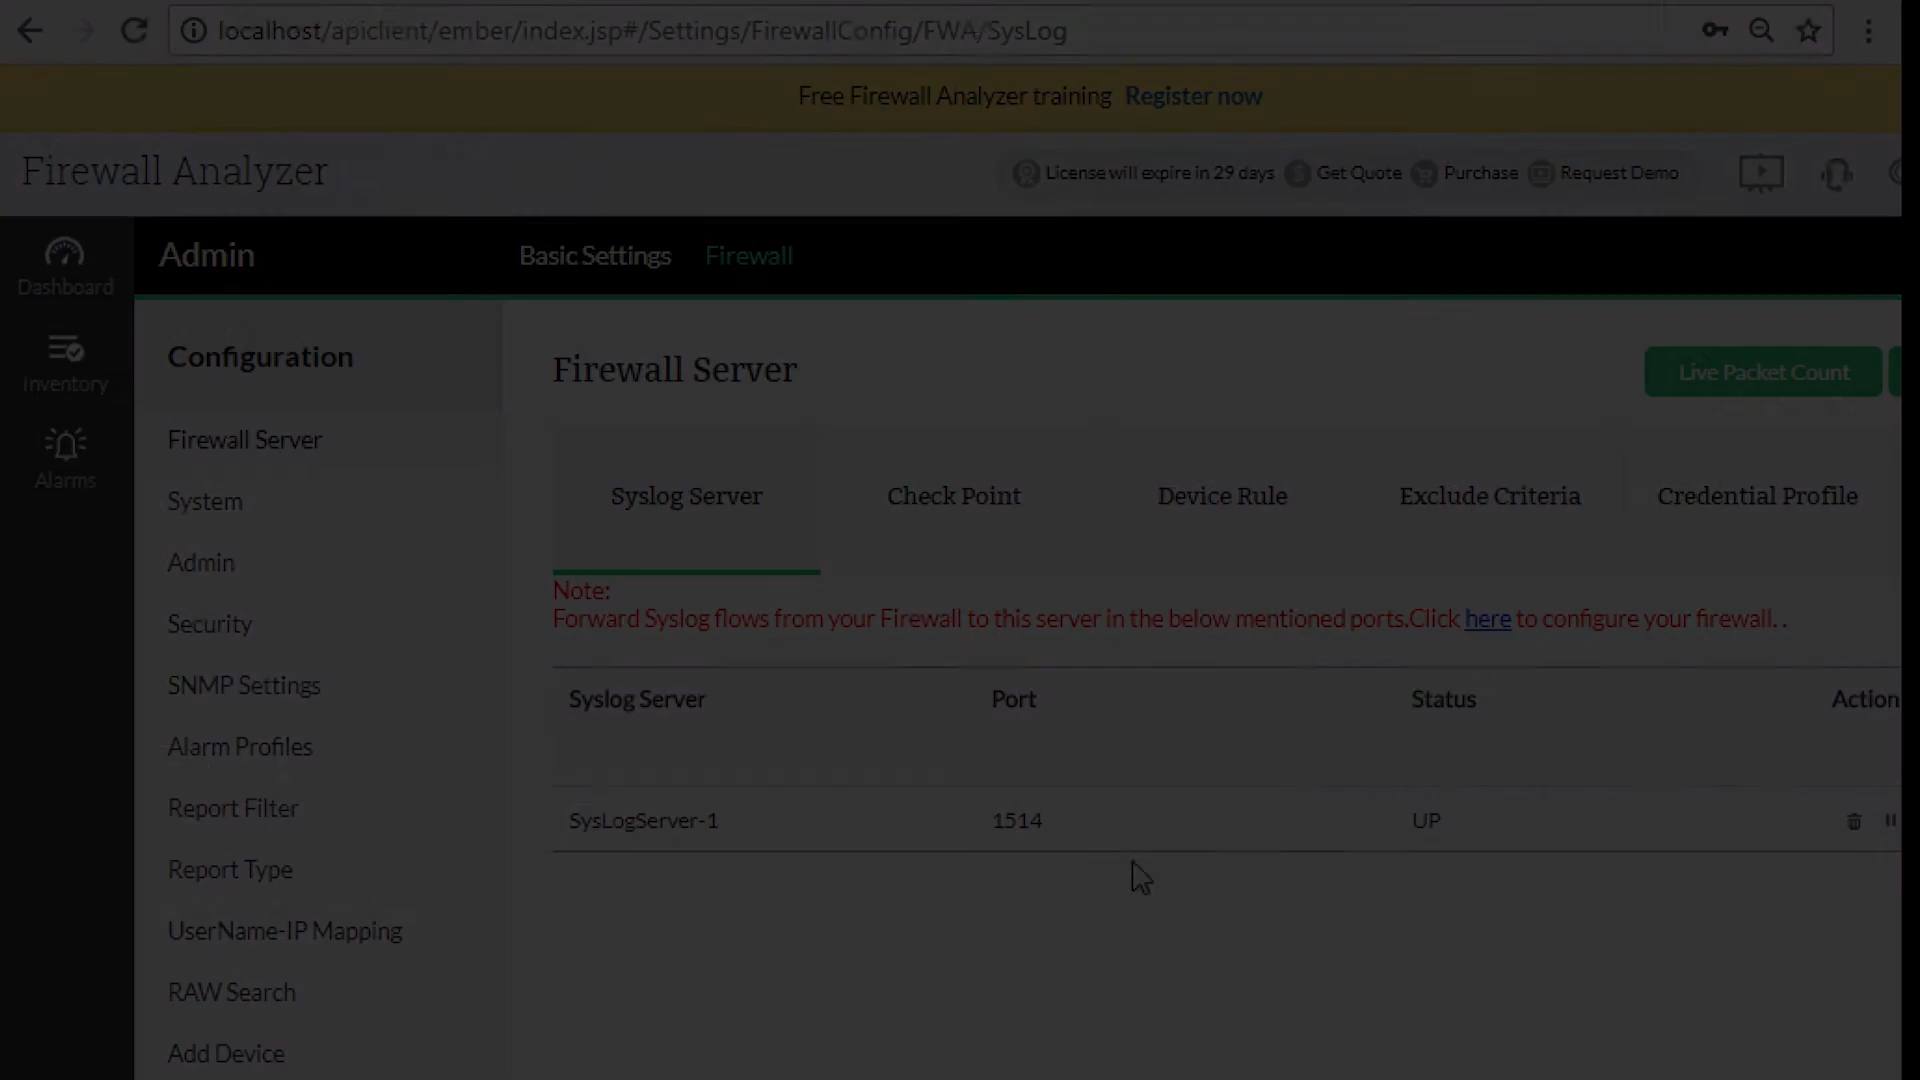 localhost/apiclient/ember/index.jsp#/Settings/FirewallConfig/FWA/SysLog
Free Firewall Analyzer training Register now
Firewall Analyzer
License will expire in 29 days Get Quote Purchase Request Demo
Dashboard
Inventory
Alarms
Admin
Basic Settings Firewall
Configuration
Firewall Server
System
Admin
Security
SNMP Settings
Alarm Profiles
Report Filter
Report Type
UserName-IP Mapping
RAW Search
Add Device
Firewall Server
Live Packet Count
Syslog Server Check Point Device Rule Exclude Criteria Credential Profile
Note:
Forward Syslog flows from your Firewall to this server in the below mentioned ports.Click here to configure your firewall. .
Syslog Server Port Status Action
SysLogServer-1 1514 UP